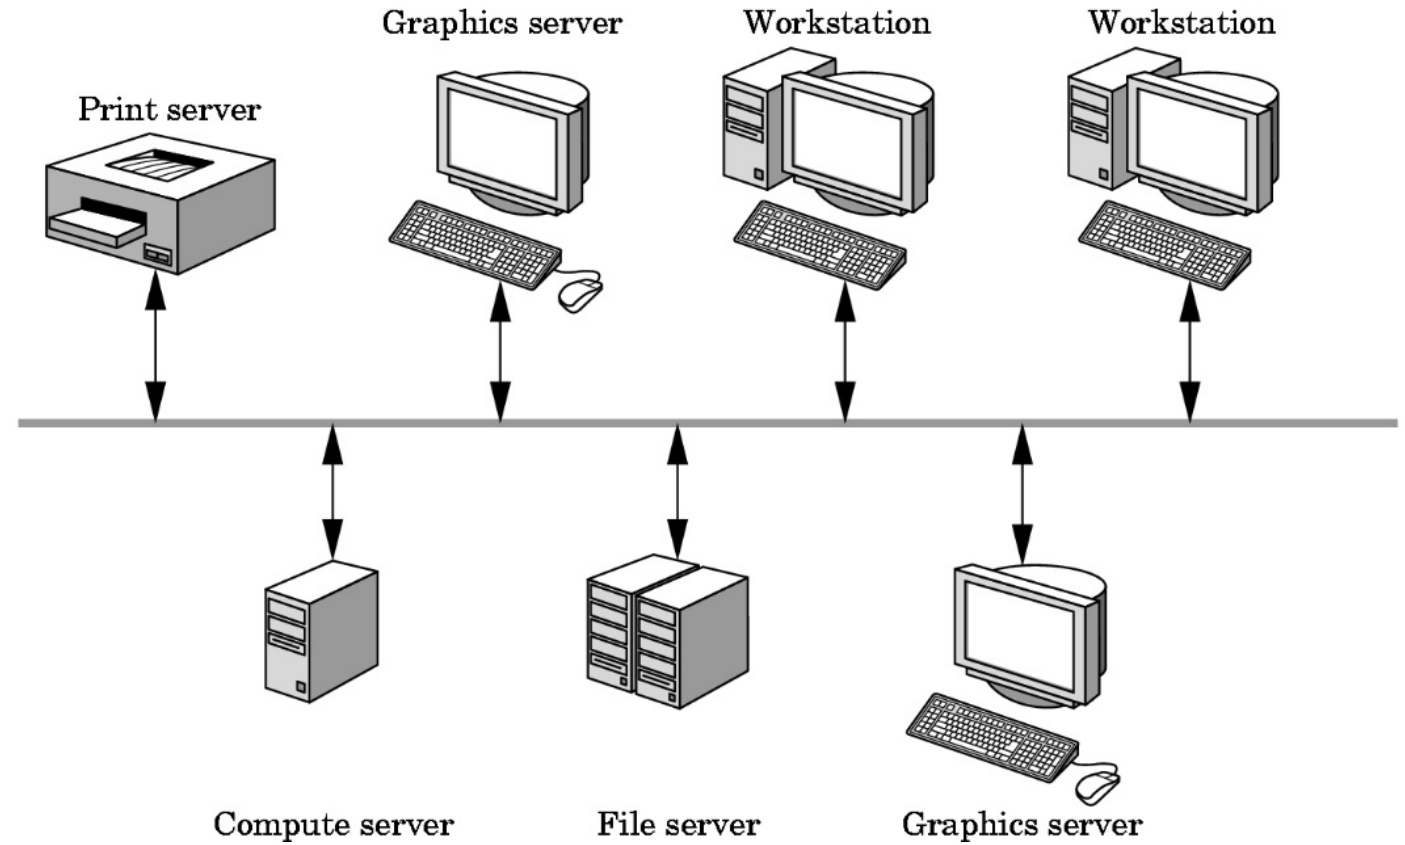 Graphics server
Workstation
Workstation
Print server
Compute server
File server
Graphics server